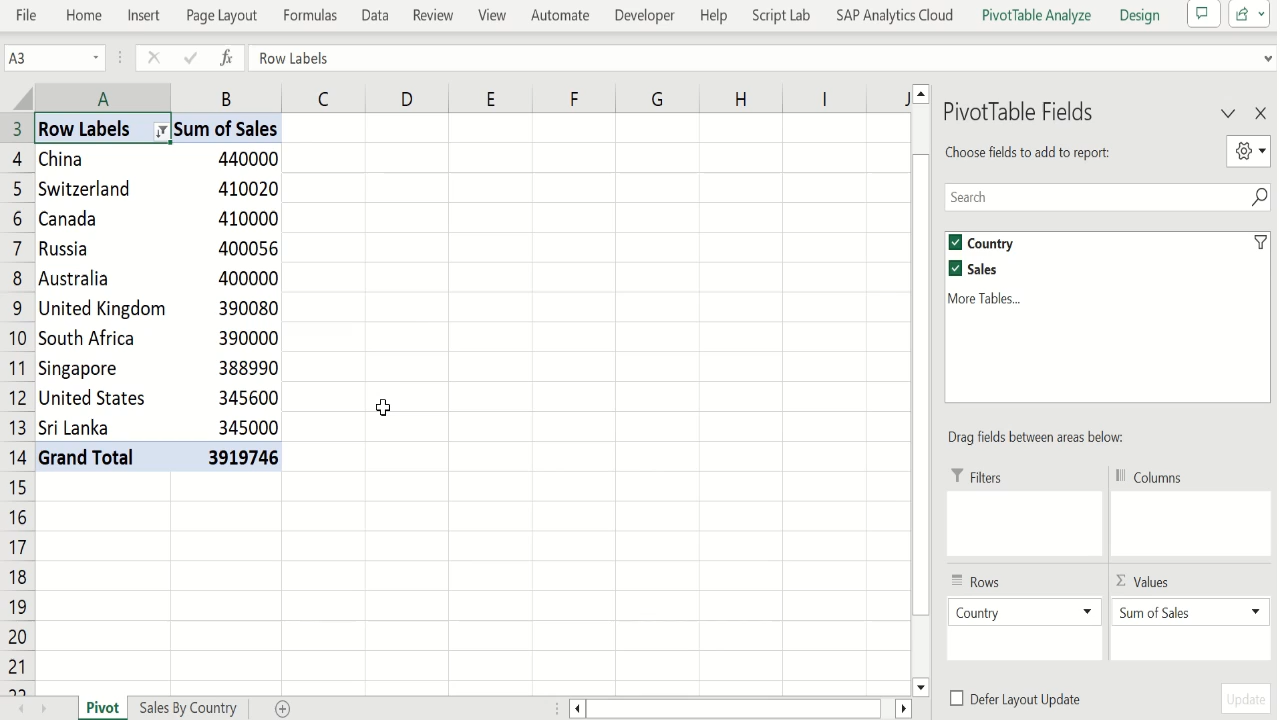 File Home Insert Page Layout Formulas Data Review View Automate Developer Help Script Lab SAP Analytics Cloud PivotTable Analyze Design
A3 fx Row Labels
A B C D E F G H I J
3 Row Labels Sum of Sales
4 China 440000
5 Switzerland 410020
6 Canada 410000
7 Russia 400056
8 Australia 400000
9 United Kingdom 390080
10 South Africa 390000
11 Singapore 388990
12 United States 345600
13 Sri Lanka 345000
14 Grand Total 3919746
15
16
17
18
19
20
21
22
Pivot Sales By Country
PivotTable Fields
Choose fields to add to report:
Search
Country
Sales
More Tables...
Drag fields between areas below:
Filters Columns
Rows Σ Values
Country Sum of Sales
Defer Layout Update Update